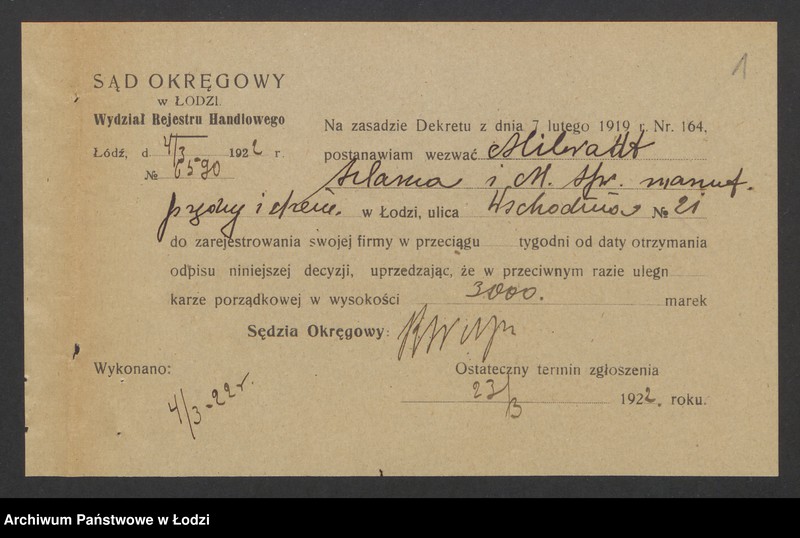 1
SĄD OKRĘGOWY
w ŁODZI.
Wydział Rejestru Handlowego
Łódź, d 4/3 1922 r
№ 6590
Na zasadzie Dekretu z dnia 7 lutego 1919 r. Nr. 164,
postanawiam wezwać Milbradt
i M. manuf.
i w Łodzi, ulica Wschodnia № 21
do zarejestrowania swojej firmy w przeciągu tygodni od daty otrzymania
odpisu niniejszej decyzji, uprzedzając, że w przeciwnym razie ulegn
karze porządkowej w wysokości 3000. marek
Sędzia Okręgowy:
Wykonano:
4/3-22 r.
Ostateczny termin zgłoszenia
23/3 1922. roku.
Archiwum Państwowe w Łodzi